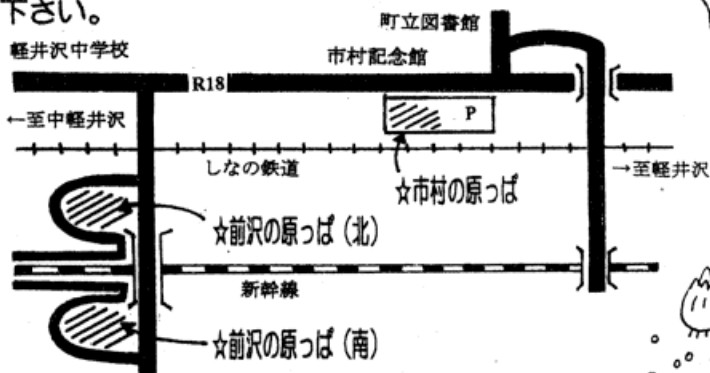 下さい。
町立図書館
軽井沢中学校
市村記念館
R18
←至中軽井沢
P
しなの鉄道
→至軽井沢
☆市村の原っぱ
☆前沢の原っぱ（北）
新幹線
☆前沢の原っぱ（南）